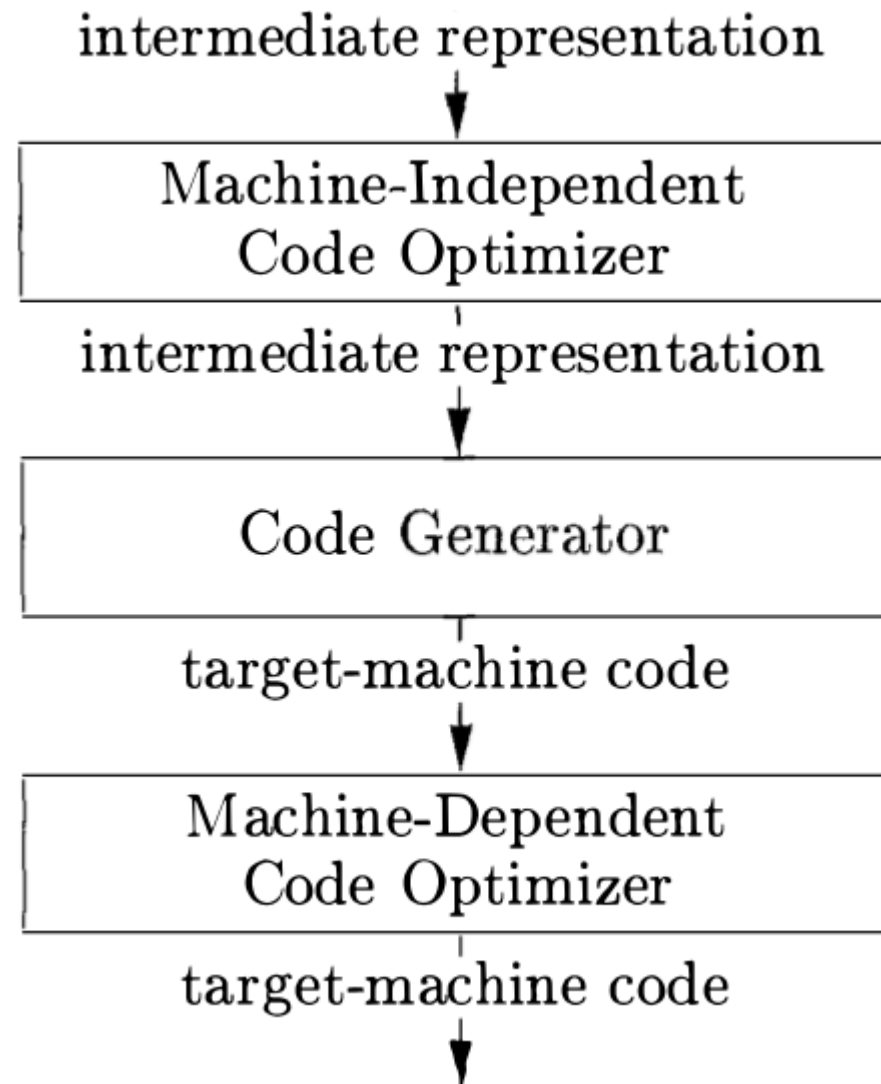 intermediate representation
Machine-Independent
Code Optimizer
intermediate representation
Code Generator
target-machine code
Machine-Dependent
Code Optimizer
target-machine code